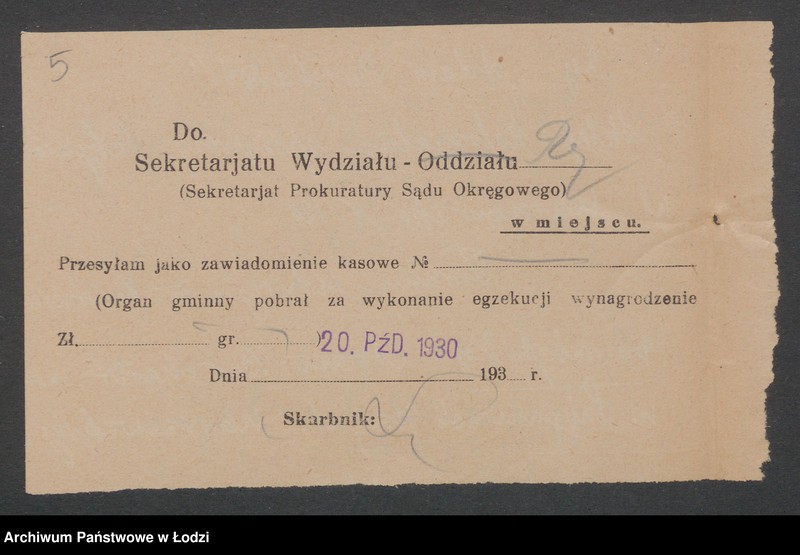 5
Do.
Sekretarjatu Wydziału - Oddziału
(Sekretarjat Prokuratury Sądu Okręgowego)
w miejscu.
Przesyłam jako zawiadomienie kasowe №
(Organ gminny pobrał za wykonanie egzekucji wynagrodzenie
Zł. gr. ) 20. PŹD. 1930
Dnia 193 r.
Skarbnik:
Archiwum Państwowe w Łodzi